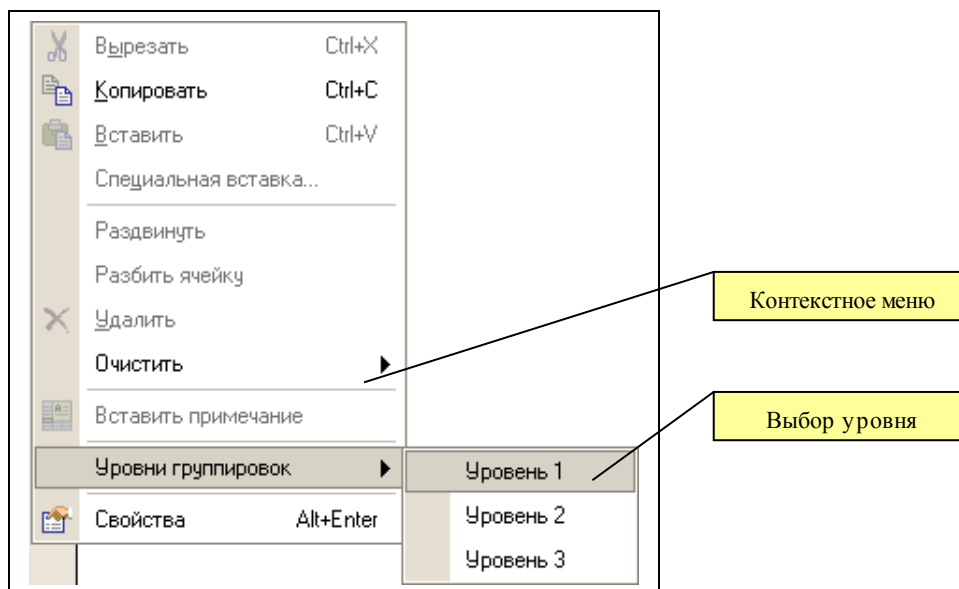 Вырезать Ctrl+X
Копировать Ctrl+C
Вставить Ctrl+V
Специальная вставка...
Раздвинуть
Разбить ячейку
Удалить
Очистить
Вставить примечание
Уровни группировок
Свойства Alt+Enter
Уровень 1
Уровень 2
Уровень 3
Контекстное меню
Выбор уровня